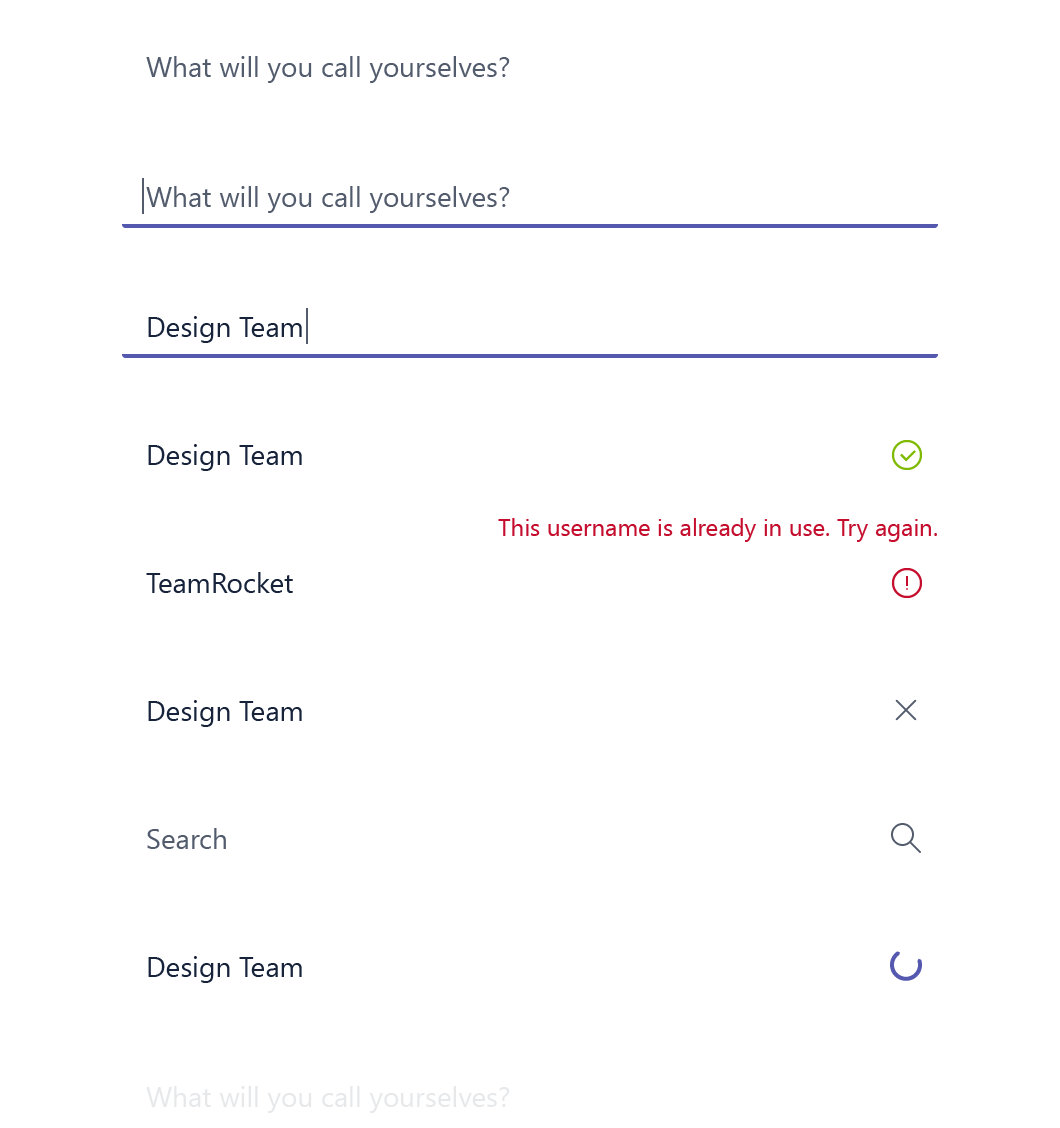 What will you call yourselves?
What will you call yourselves?
Design Team
Design Team
This username is already in use. Try again.
TeamRocket
Design Team
Search
Design Team
What will you call yourselves?